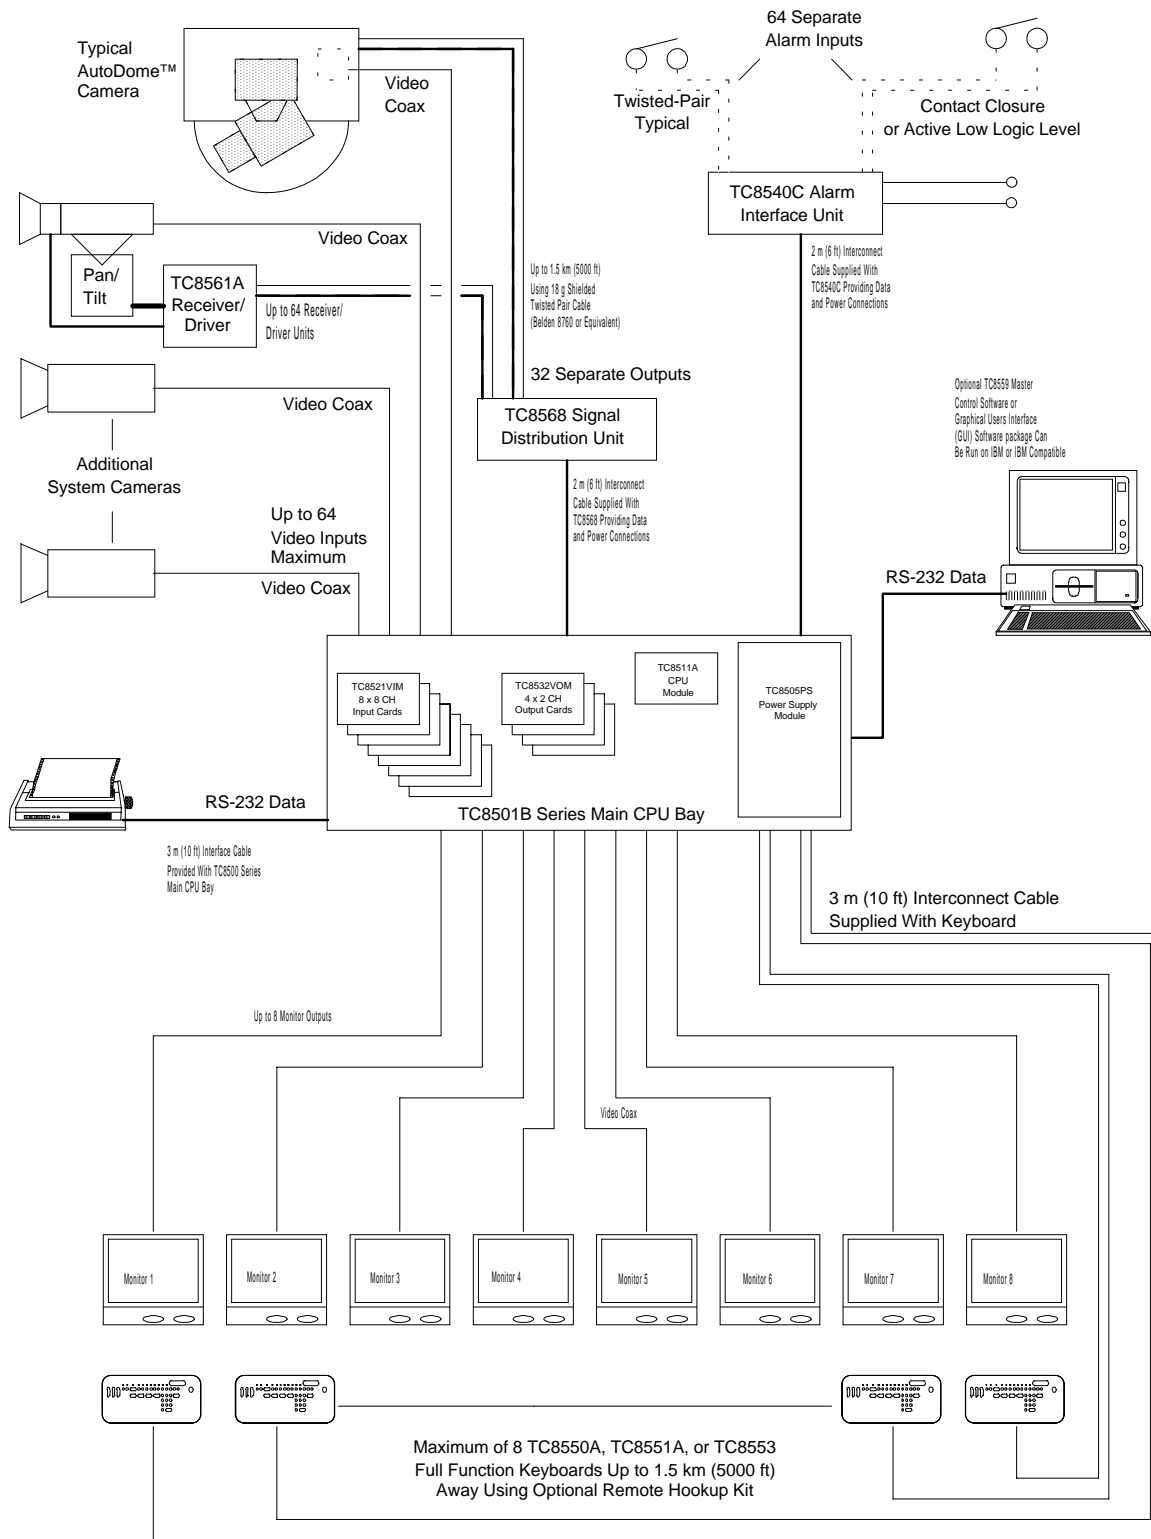 64 Separate
Alarm Inputs
Typical
AutoDome™
Camera
Video
Coax
Twisted-Pair
Typical
Contact Closure
or Active Low Logic Level
TC8540C Alarm
Interface Unit
Video Coax
Pan/
Tilt
TC8561A
Receiver/
Driver
Up to 64 Receiver/
Driver Units
Up to 1.5 km (5000 ft)
Using 18 g Shielded
Twisted Pair Cable
(Belden 8760 or Equivalent)
2 m (6 ft) Interconnect
Cable Supplied With
TC8540C Providing Data
and Power Connections
32 Separate Outputs
Video Coax
TC8568 Signal
Distribution Unit
Optional TC8559 Master
Control Software or
Graphical Users Interface
(GUI) Software package Can
Be Run on IBM or IBM Compatible
Additional
System Cameras
2 m (6 ft) Interconnect
Cable Supplied With
TC8568 Providing Data
and Power Connections
Up to 64
Video Inputs
Maximum
Video Coax
RS-232 Data
TC8521VIM
8 x 8 CH
Input Cards
TC8532VOM
4 x 2 CH
Output Cards
TC8511A
CPU
Module
TC8505PS
Power Supply
Module
RS-232 Data
TC8501B Series Main CPU Bay
3 m (10 ft) Interface Cable
Provided With TC8500 Series
Main CPU Bay
3 m (10 ft) Interconnect Cable
Supplied With Keyboard
Up to 8 Monitor Outputs
Video Coax
Monitor 1
Monitor 2
Monitor 3
Monitor 4
Monitor 5
Monitor 6
Monitor 7
Monitor 8
Maximum of 8 TC8550A, TC8551A, or TC8553
Full Function Keyboards Up to 1.5 km (5000 ft)
Away Using Optional Remote Hookup Kit